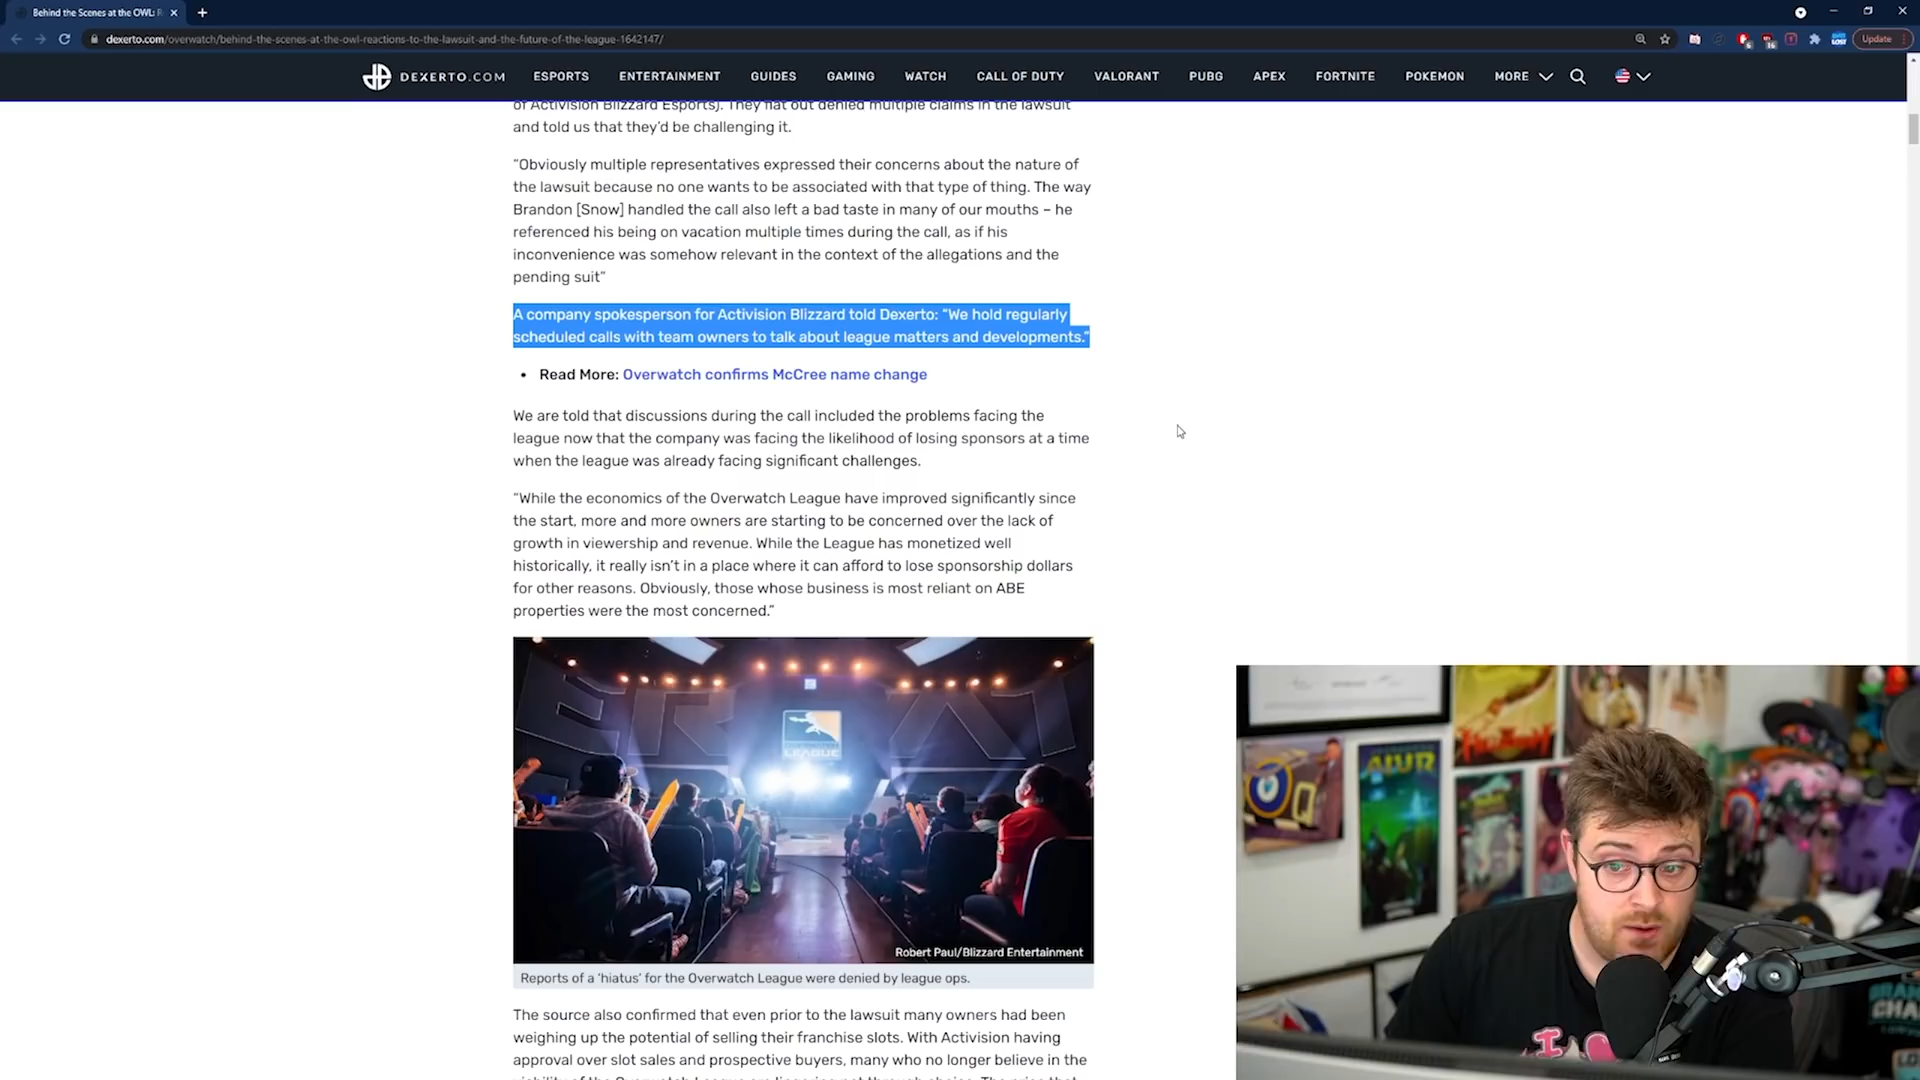 Behind the Scenes at the OWL: R
dexerto.com/overwatch/behind-the-scenes-at-the-owl-reactions-to-the-lawsuit-and-the-future-of-the-league-1642147/
Update
DEXERTO.COM ESPORTS ENTERTAINMENT GUIDES GAMING WATCH CALL OF DUTY VALORANT PUBG APEX FORTNITE POKEMON MORE
of Activision Blizzard Esports). They flat out denied multiple claims in the lawsuit
and told us that they’d be challenging it.
“Obviously multiple representatives expressed their concerns about the nature of
the lawsuit because no one wants to be associated with that type of thing. The way
Brandon [Snow] handled the call also left a bad taste in many of our mouths – he
referenced his being on vacation multiple times during the call, as if his
inconvenience was somehow relevant in the context of the allegations and the
pending suit”
A company spokesperson for Activision Blizzard told Dexerto: “We hold regularly
scheduled calls with team owners to talk about league matters and developments.”
• Read More: Overwatch confirms McCree name change
We are told that discussions during the call included the problems facing the
league now that the company was facing the likelihood of losing sponsors at a time
when the league was already facing significant challenges.
“While the economics of the Overwatch League have improved significantly since
the start, more and more owners are starting to be concerned over the lack of
growth in viewership and revenue. While the League has monetized well
historically, it really isn’t in a place where it can afford to lose sponsorship dollars
for other reasons. Obviously, those whose business is most reliant on ABE
properties were the most concerned.”
OVERWATCH
LEAGUE
Robert Paul/Blizzard Entertainment
Reports of a ‘hiatus’ for the Overwatch League were denied by league ops.
The source also confirmed that even prior to the lawsuit many owners had been
weighing up the potential of selling their franchise slots. With Activision having
approval over slot sales and prospective buyers, many who no longer believe in the
AIUR